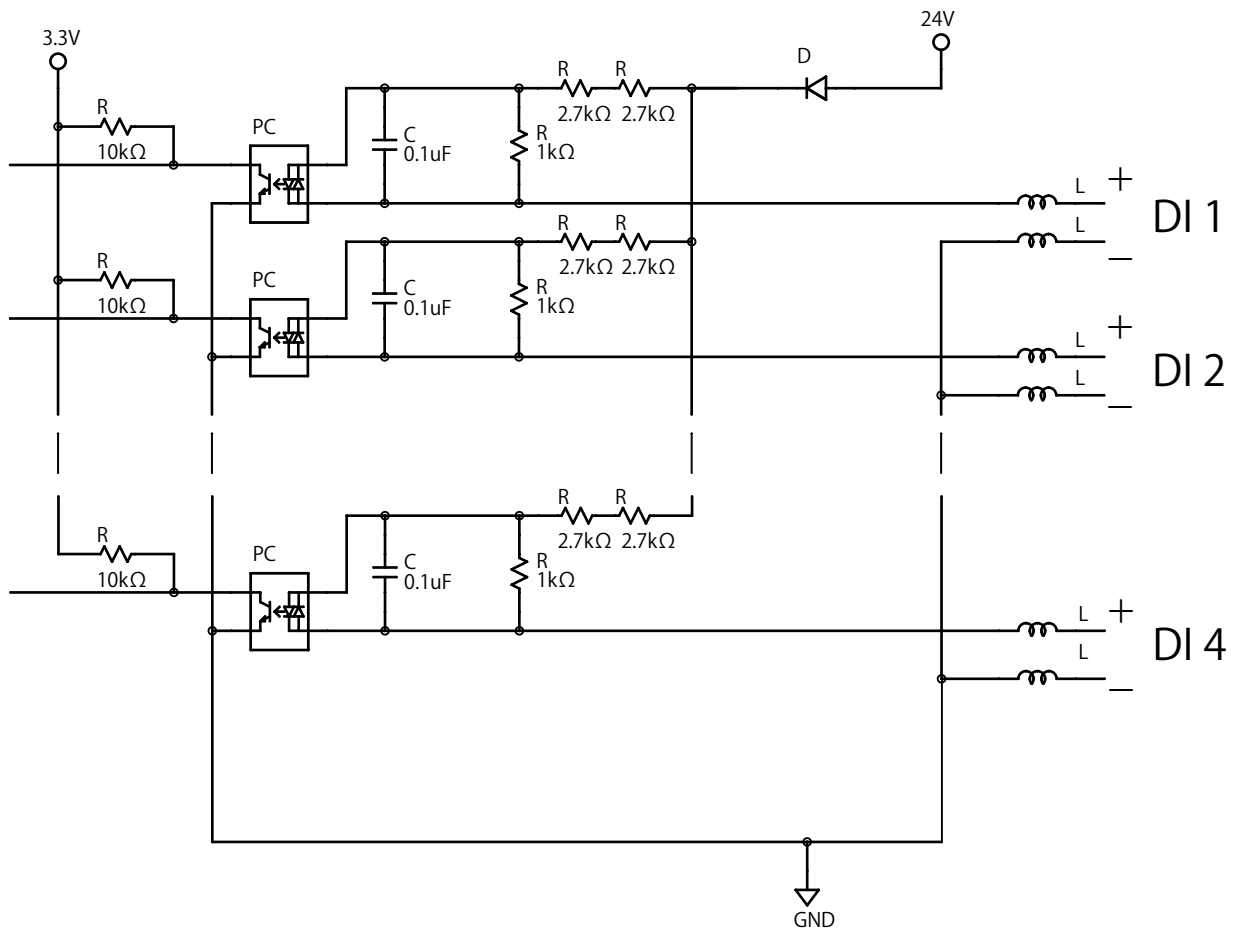 3.3V
24V
D
R
10kΩ
PC
C
0.1uF
R
2.7kΩ
R
2.7kΩ
R
1kΩ
L
+
L
−
DI 1
R
10kΩ
PC
C
0.1uF
R
2.7kΩ
R
2.7kΩ
R
1kΩ
L
+
L
−
DI 2
R
10kΩ
PC
C
0.1uF
R
2.7kΩ
R
2.7kΩ
R
1kΩ
L
+
L
−
DI 4
GND